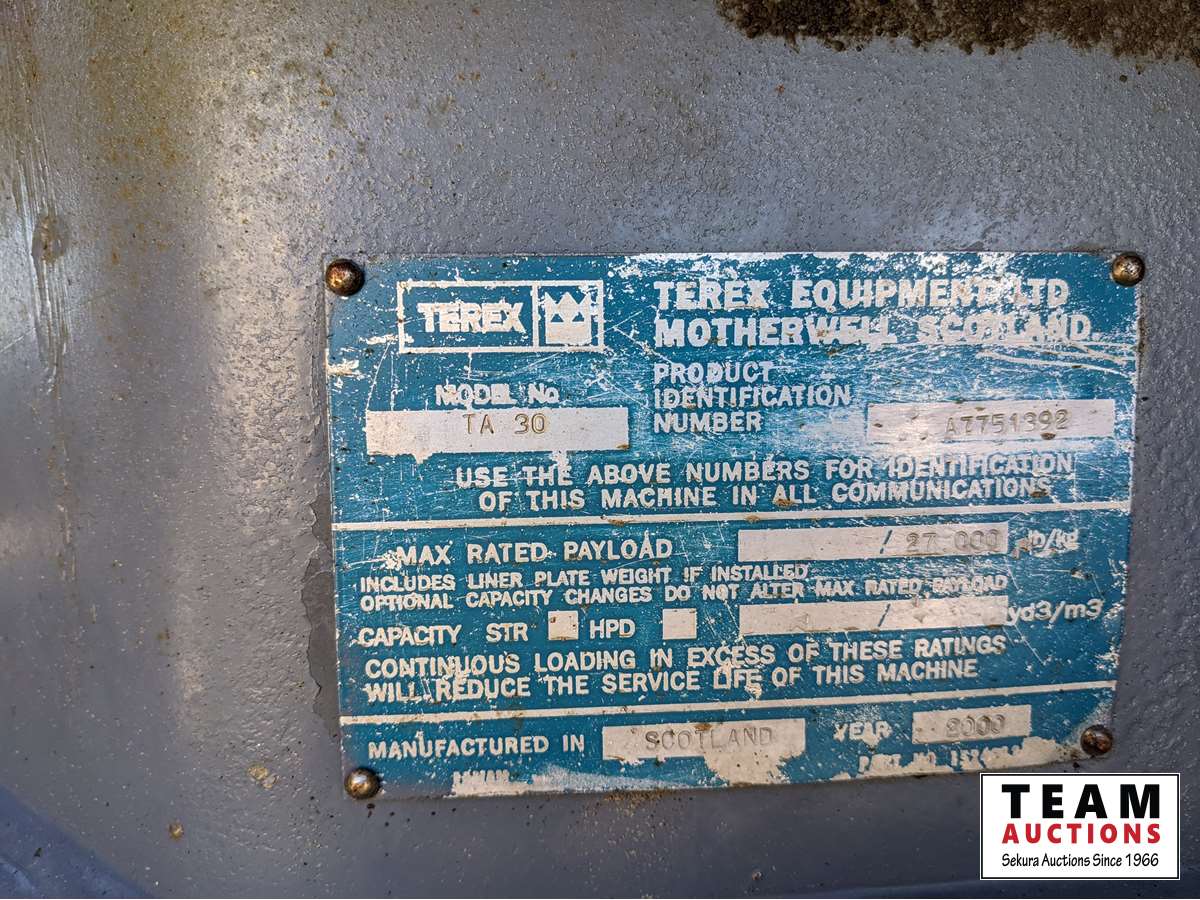 TEREX
TEREX EQUIPMENT LTD
MOTHERWELL SCOTLAND.
MODEL No.
TA 30
PRODUCT
IDENTIFICATION
NUMBER
A7751392
USE THE ABOVE NUMBERS FOR IDENTIFICATION
OF THIS MACHINE IN ALL COMMUNICATIONS
MAX RATED PAYLOAD / 27 000 lb/kg
INCLUDES LINER PLATE WEIGHT IF INSTALLED
OPTIONAL CAPACITY CHANGES DO NOT ALTER MAX RATED PAYLOAD
CAPACITY STR HPD / yd3/m3
CONTINUOUS LOADING IN EXCESS OF THESE RATINGS
WILL REDUCE THE SERVICE LIFE OF THIS MACHINE
MANUFACTURED IN SCOTLAND YEAR 2000
PART NO
TEAM
AUCTIONS
Sekura Auctions Since 1966